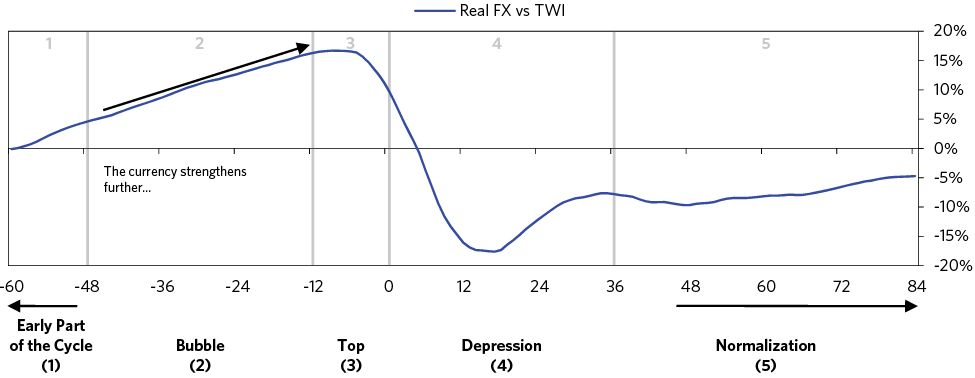 Real FX vs TWI
1 2 3 4 5
20%
15%
10%
5%
0%
-5%
-10%
-15%
-20%
The currency strengthens
further...
-60 -48 -36 -24 -12 0 12 24 36 48 60 72 84
Early Part
of the Cycle
(1)
Bubble
(2)
Top
(3)
Depression
(4)
Normalization
(5)